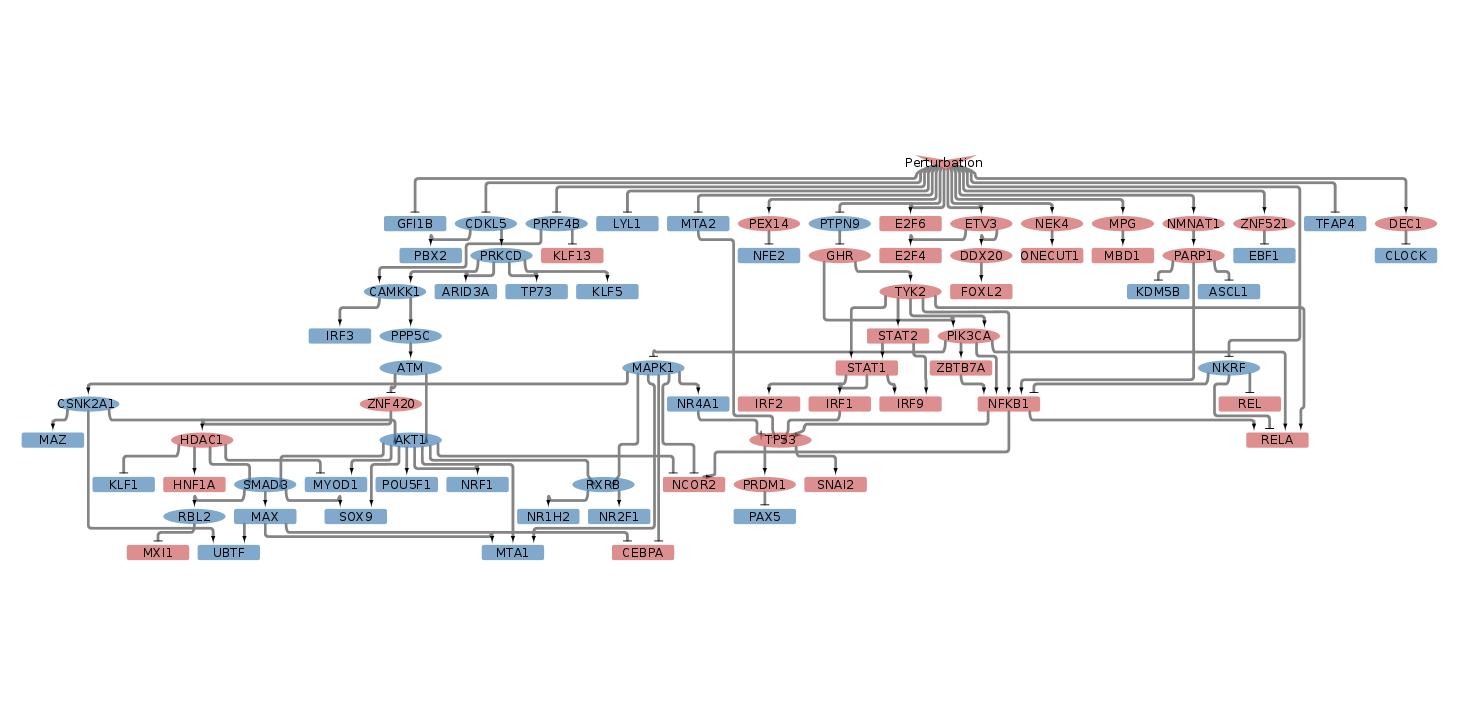 Perturbation
GFI1B CDKL5 PRPF4B LYL1 MTA2 PEX14 PTPN9 E2F6 ETV3 NEK4 MPG NMNAT1 ZNF521 TFAP4 DEC1
PBX2 PRKCD KLF13 NFE2 GHR E2F4 DDX20 ONECUT1 MBD1 PARP1 EBF1 CLOCK
CAMKK1 ARID3A TP73 KLF5 TYK2 FOXL2 KDM5B ASCL1
IRF3 PPP5C STAT2 PIK3CA
ATM MAPK1 STAT1 ZBTB7A NKRF
CSNK2A1 ZNF420 NR4A1 IRF2 IRF1 IRF9 NFKB1 REL
MAZ HDAC1 AKT1 TP53 RELA
KLF1 HNF1A SMAD3 MYOD1 POU5F1 NRF1 RXRB NCOR2 PRDM1 SNAI2
RBL2 MAX SOX9 NR1H2 NR2F1 PAX5
MXI1 UBTF MTA1 CEBPA